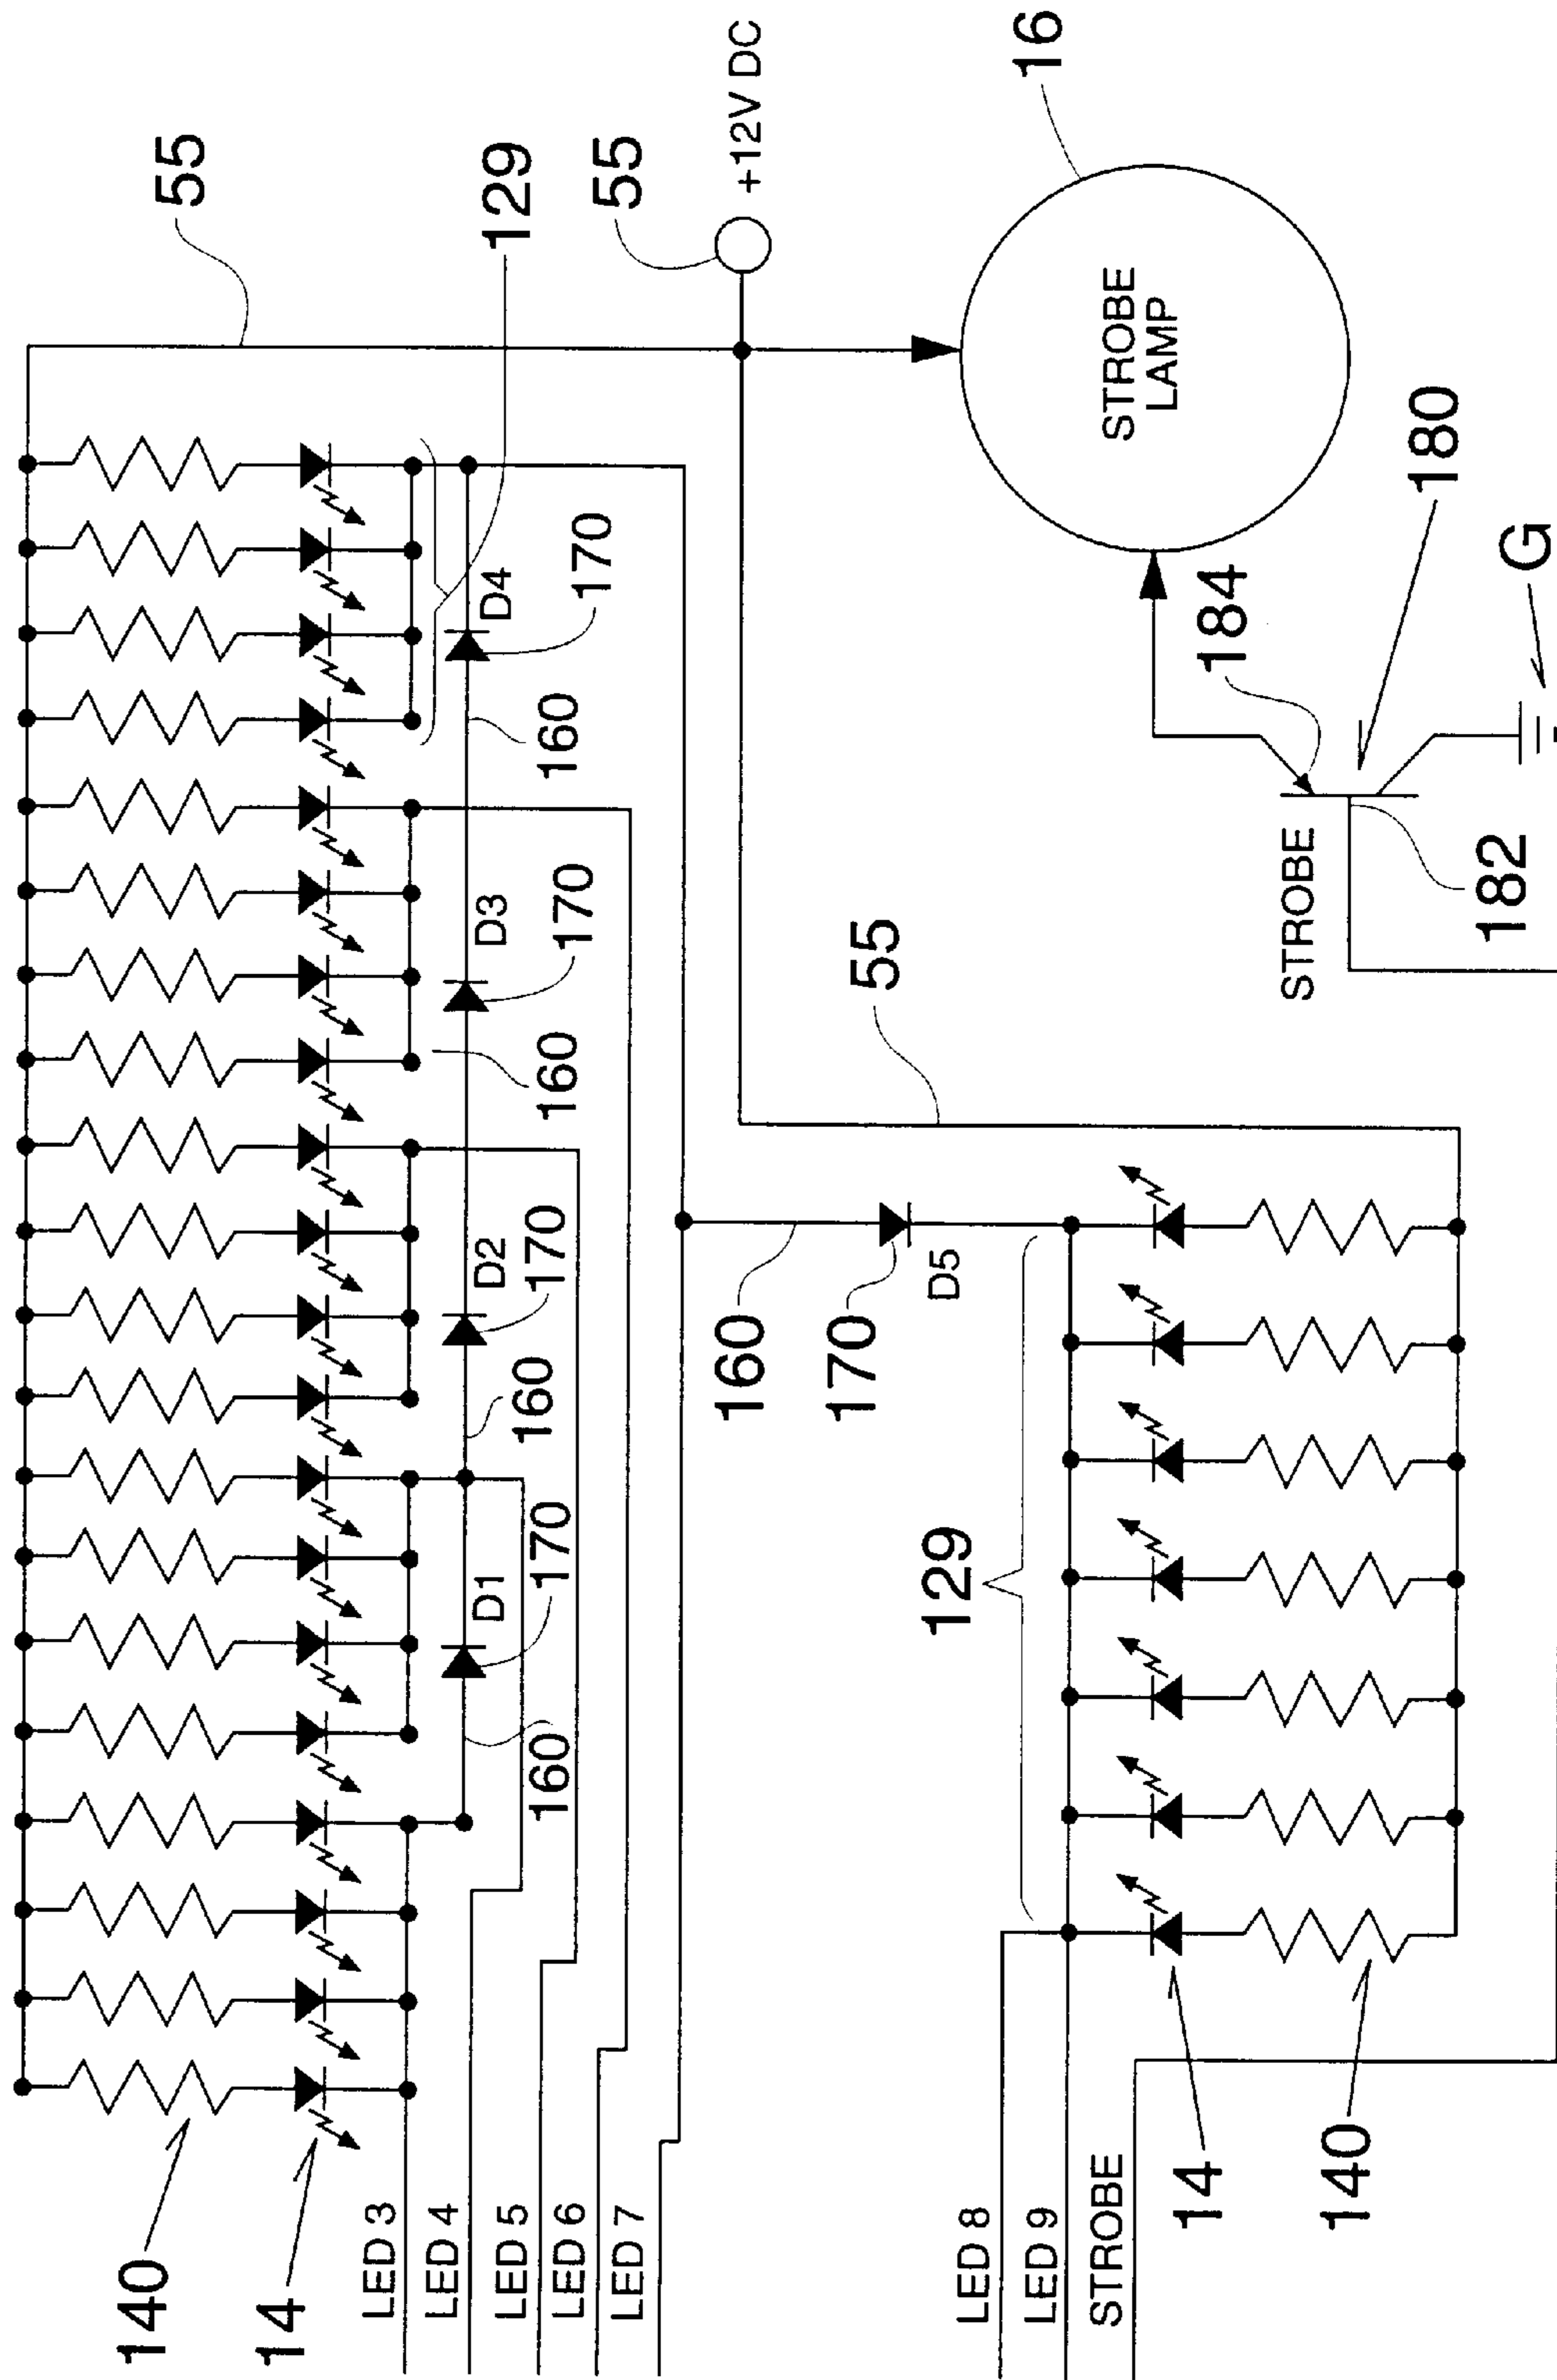 55
129
55
+12V DC
16
STROBE
LAMP
180
G
184
182
STROBE
D4
170
160
D3
170
160
D2
170
160
D1
170
160
55
160
170
D5
129
140
14
LED 3
LED 4
LED 5
LED 6
LED 7
LED 8
LED 9
STROBE
14
140